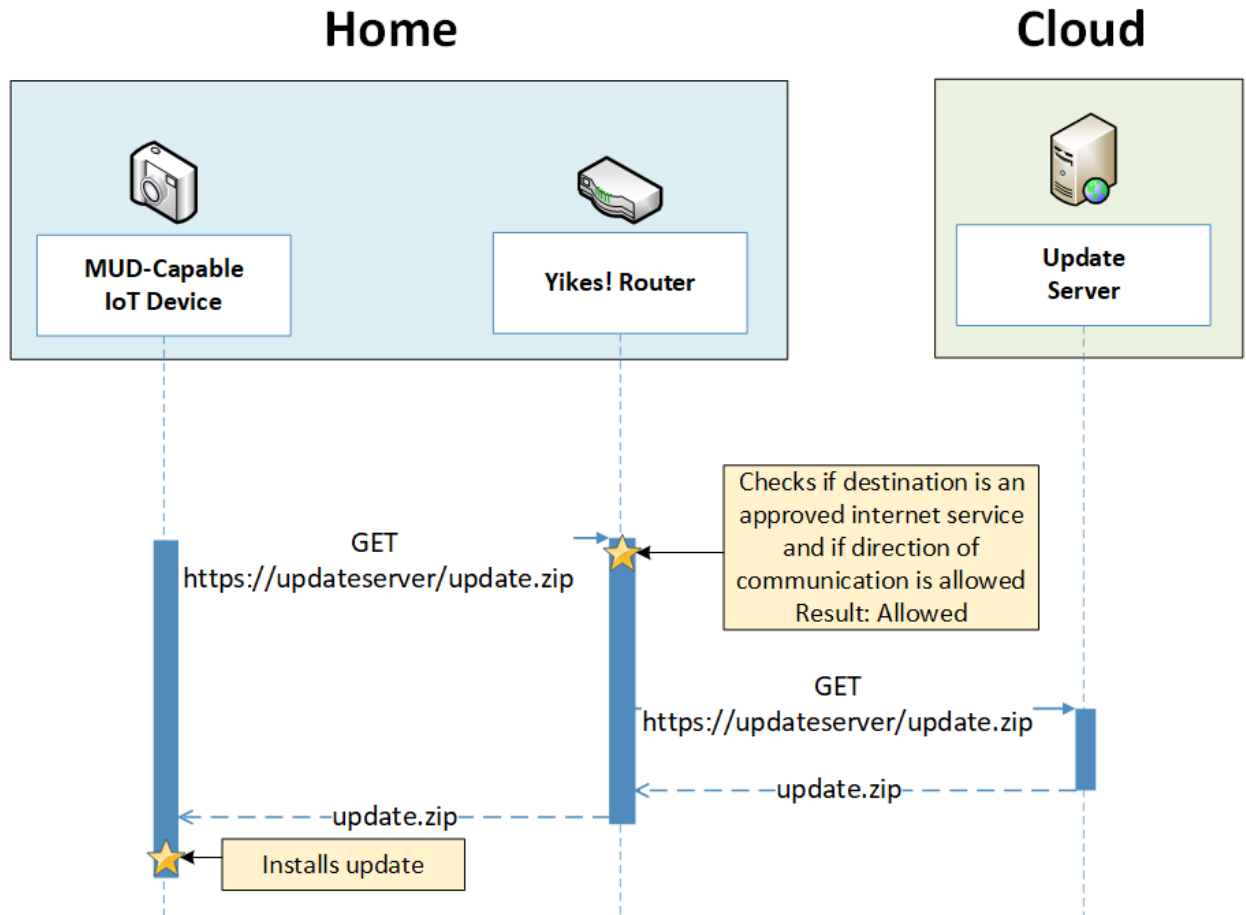 Home
Cloud
MUD-Capable
IoT Device
Yikes! Router
Update
Server
Checks if destination is an
approved internet service
and if direction of
communication is allowed
Result: Allowed
GET
https://updateserver/update.zip
GET
https://updateserver/update.zip
update.zip
update.zip
Installs update